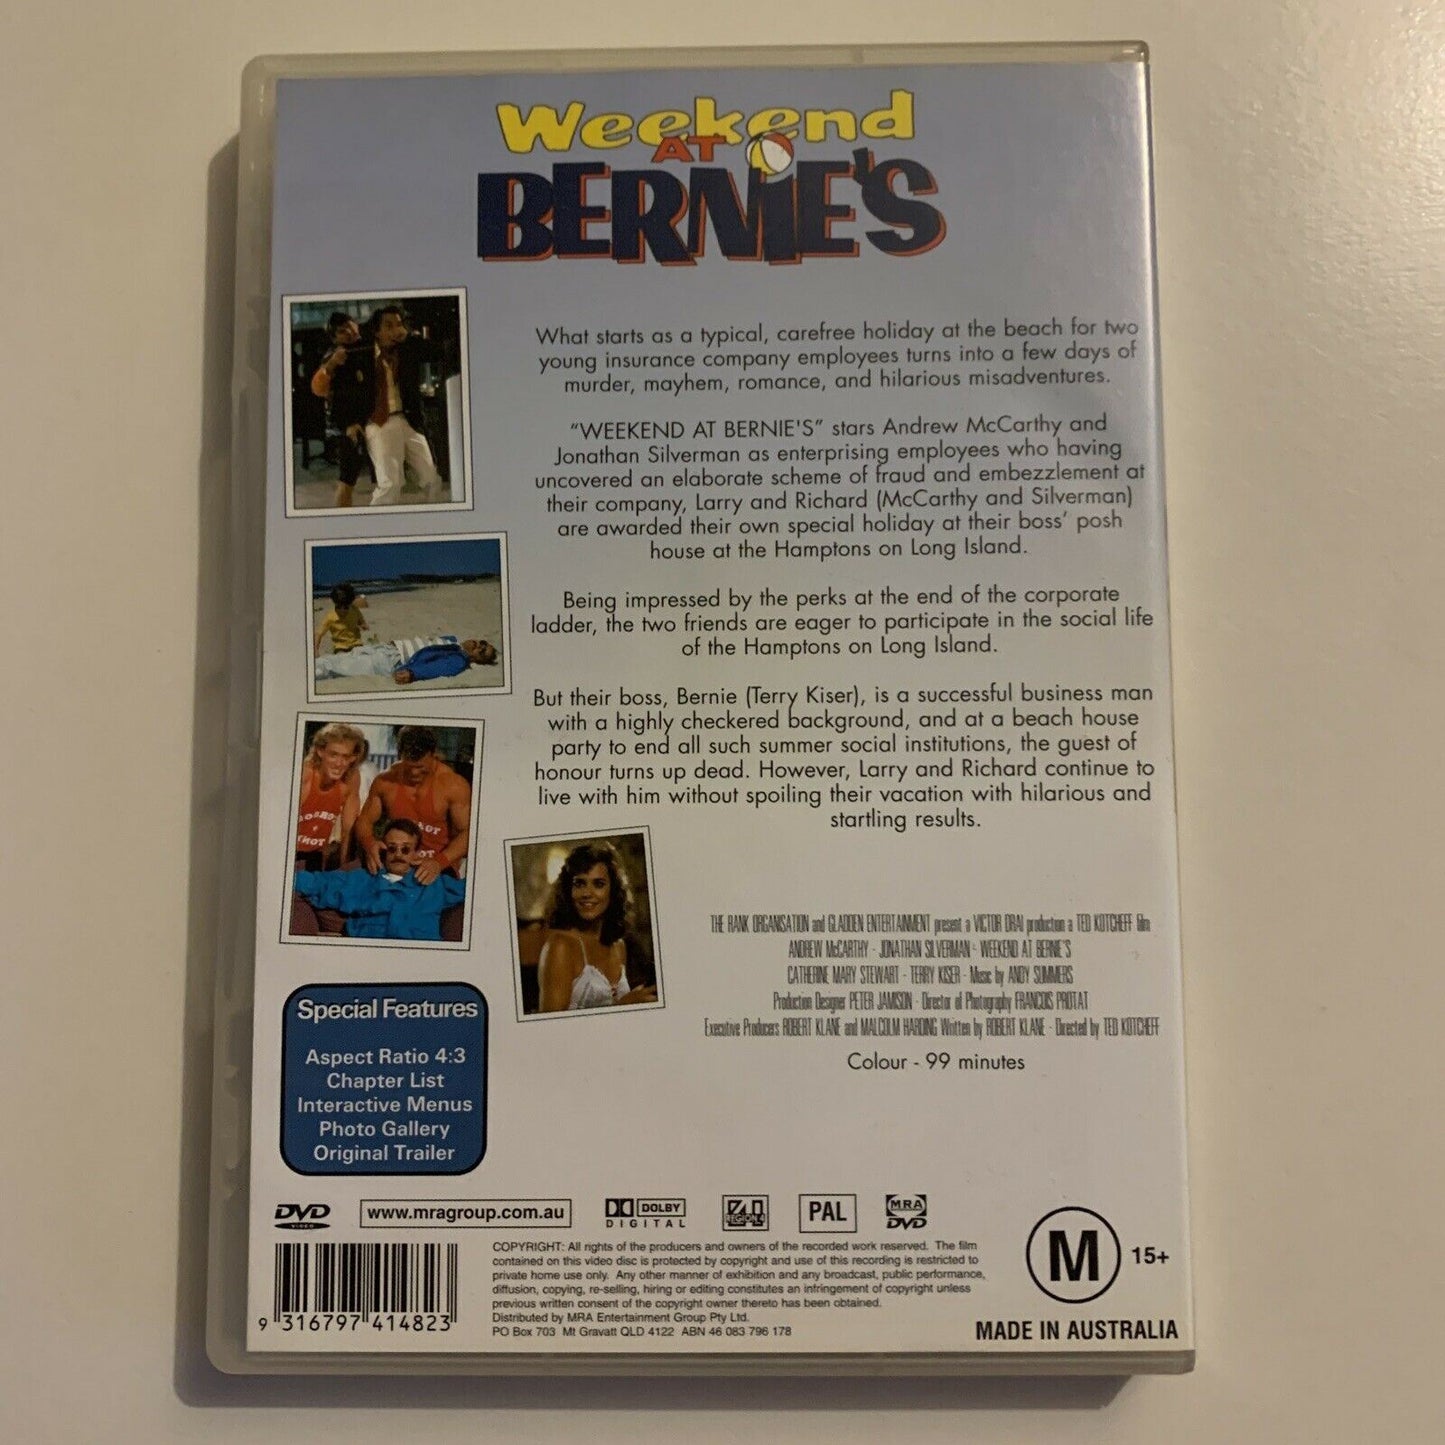 Weekend
AT
BERNIE'S
What starts as a typical, carefree holiday at the beach for two
young insurance company employees turns into a few days of
murder, mayhem, romance, and hilarious misadventures.
"WEEKEND AT BERNIE'S" stars Andrew McCarthy and
Jonathan Silverman as enterprising employees who having
uncovered an elaborate scheme of fraud and embezzlement at
their company, Larry and Richard (McCarthy and Silverman)
are awarded their own special holiday at their boss' posh
house at the Hamptons on Long Island.
Being impressed by the perks at the end of the corporate
ladder, the two friends are eager to participate in the social life
of the Hamptons on Long Island.
But their boss, Bernie (Terry Kiser), is a successful business man
with a highly checkered background, and at a beach house
party to end all such summer social institutions, the guest of
honour turns up dead. However, Larry and Richard continue to
live with him without spoiling their vacation with hilarious and
startling results.
THE RANK ORGANISATION and GLADDEN ENTERTAINMENT present a VICTOR DRAI production a TED KOTCHEFF film
ANDREW McCARTHY - JONATHAN SILVERMAN - WEEKEND AT BERNIE'S
CATHERINE MARY STEWART - TERRY KISER - Music by ANDY SUMMERS
Production Designer PETER JAMISON - Director of Photography FRANCOIS PROTAT
Executive Producers ROBERT KLANE and MALCOLM HARDING Written by ROBERT KLANE - Directed by TED KOTCHEFF
Colour - 99 minutes
Special Features
Aspect Ratio 4:3
Chapter List
Interactive Menus
Photo Gallery
Original Trailer
DVD VIDEO
www.mragroup.com.au
DOLBY DIGITAL
4 REGION 4
PAL
MRA DVD
COPYRIGHT: All rights of the producers and owners of the recorded work reserved. The film
contained on this video disc is protected by copyright and use of this recording is restricted to
private home use only. Any other manner of exhibition and any broadcast, public performance,
diffusion, copying, re-selling, hiring or editing constitutes an infringement of copyright unless
previous written consent of the copyright owner thereto has been obtained.
Distributed by MRA Entertainment Group Pty Ltd.
PO Box 703 Mt Gravatt QLD 4122 ABN 46 083 796 178
M 15+
MADE IN AUSTRALIA
9 316797 414823